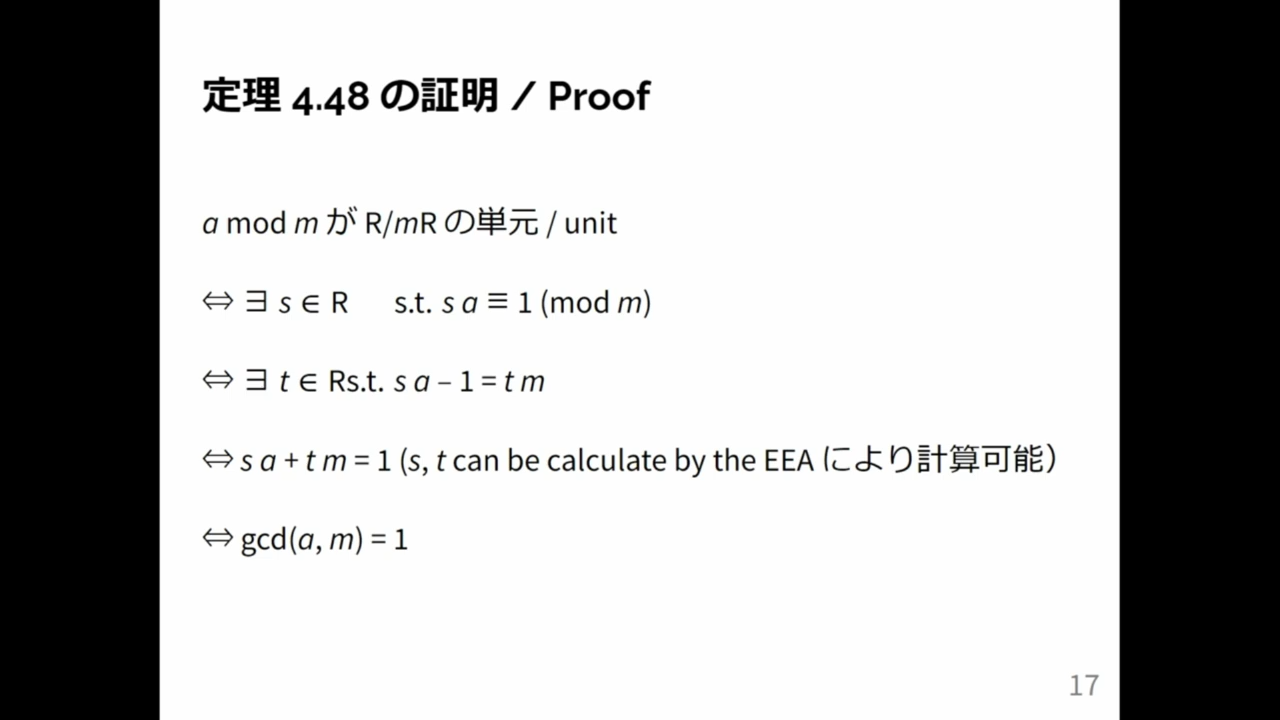 定理 4.48 の証明 / Proof
a mod m が R/mR の単元 / unit
⇔ ∃ s ∈ R s.t. s a ≡ 1 (mod m)
⇔ ∃ t ∈ Rs.t. s a – 1 = t m
⇔ s a + t m = 1 (s, t can be calculate by the EEA により計算可能）
⇔ gcd(a, m) = 1
17